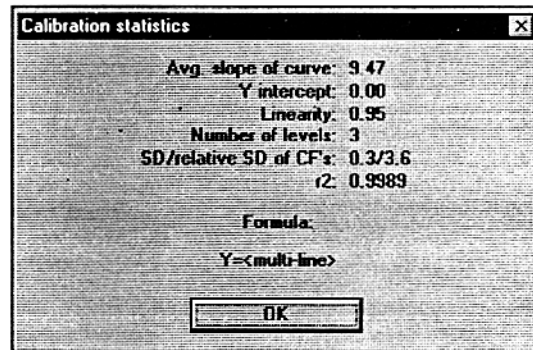 Calibration statistics
Avg. slope of curve: 9.47
Y intercept: 0.00
Linearity: 0.95
Number of levels: 3
SD/relative SD of CF's: 0.3/3.6
r2: 0.9989
Formula:
Y=<multi-line>
OK